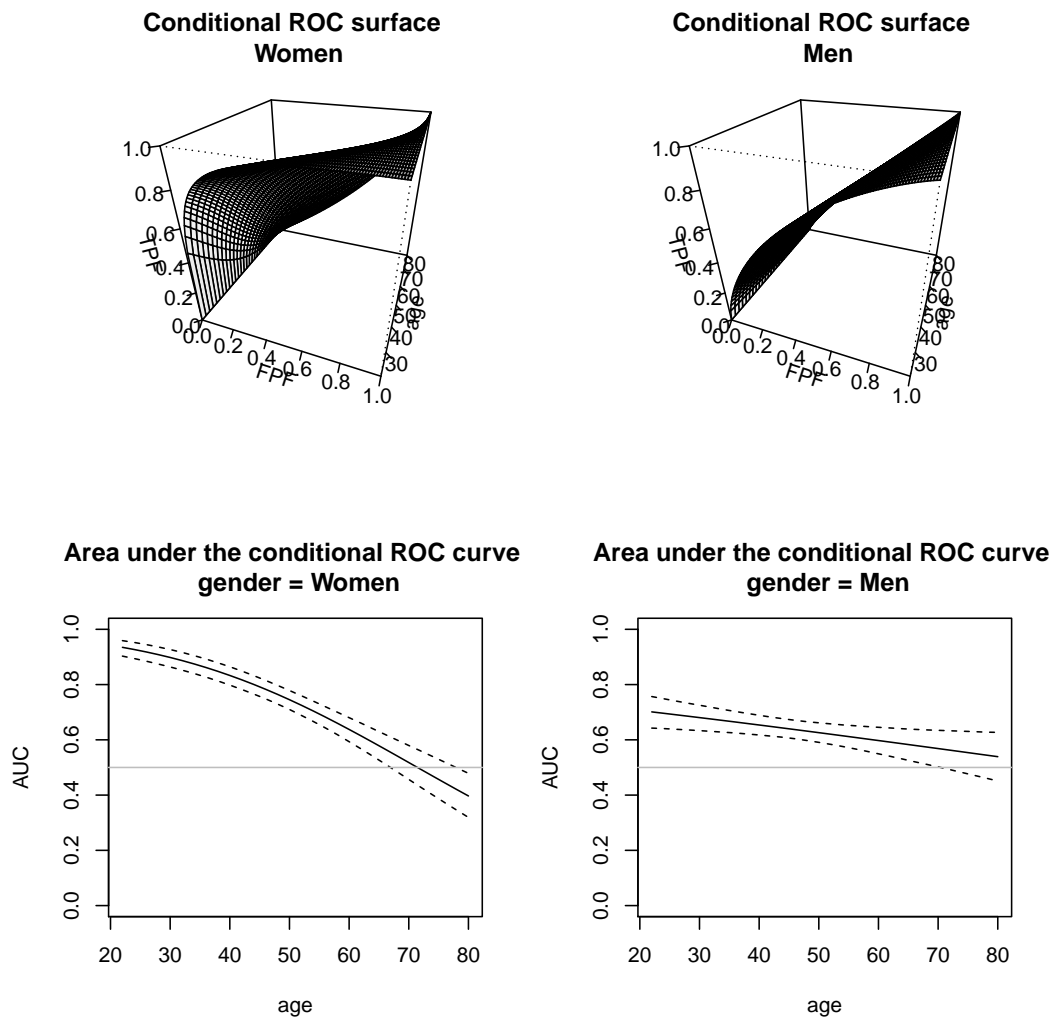 Conditional ROC surface
Women
1.0
0.8
0.6
0.4
0.2
0.0
TPF
0.0
0.2
0.4
0.6
0.8
1.0
FPF
30
40
50
60
70
80
age
Conditional ROC surface
Men
1.0
0.8
0.6
0.4
0.2
0.0
TPF
0.0
0.2
0.4
0.6
0.8
1.0
FPF
30
40
50
60
70
80
age
Area under the conditional ROC curve
gender = Women
1.0
0.8
0.6
0.4
0.2
0.0
AUC
20 30 40 50 60 70 80
age
Area under the conditional ROC curve
gender = Men
1.0
0.8
0.6
0.4
0.2
0.0
AUC
20 30 40 50 60 70 80
age